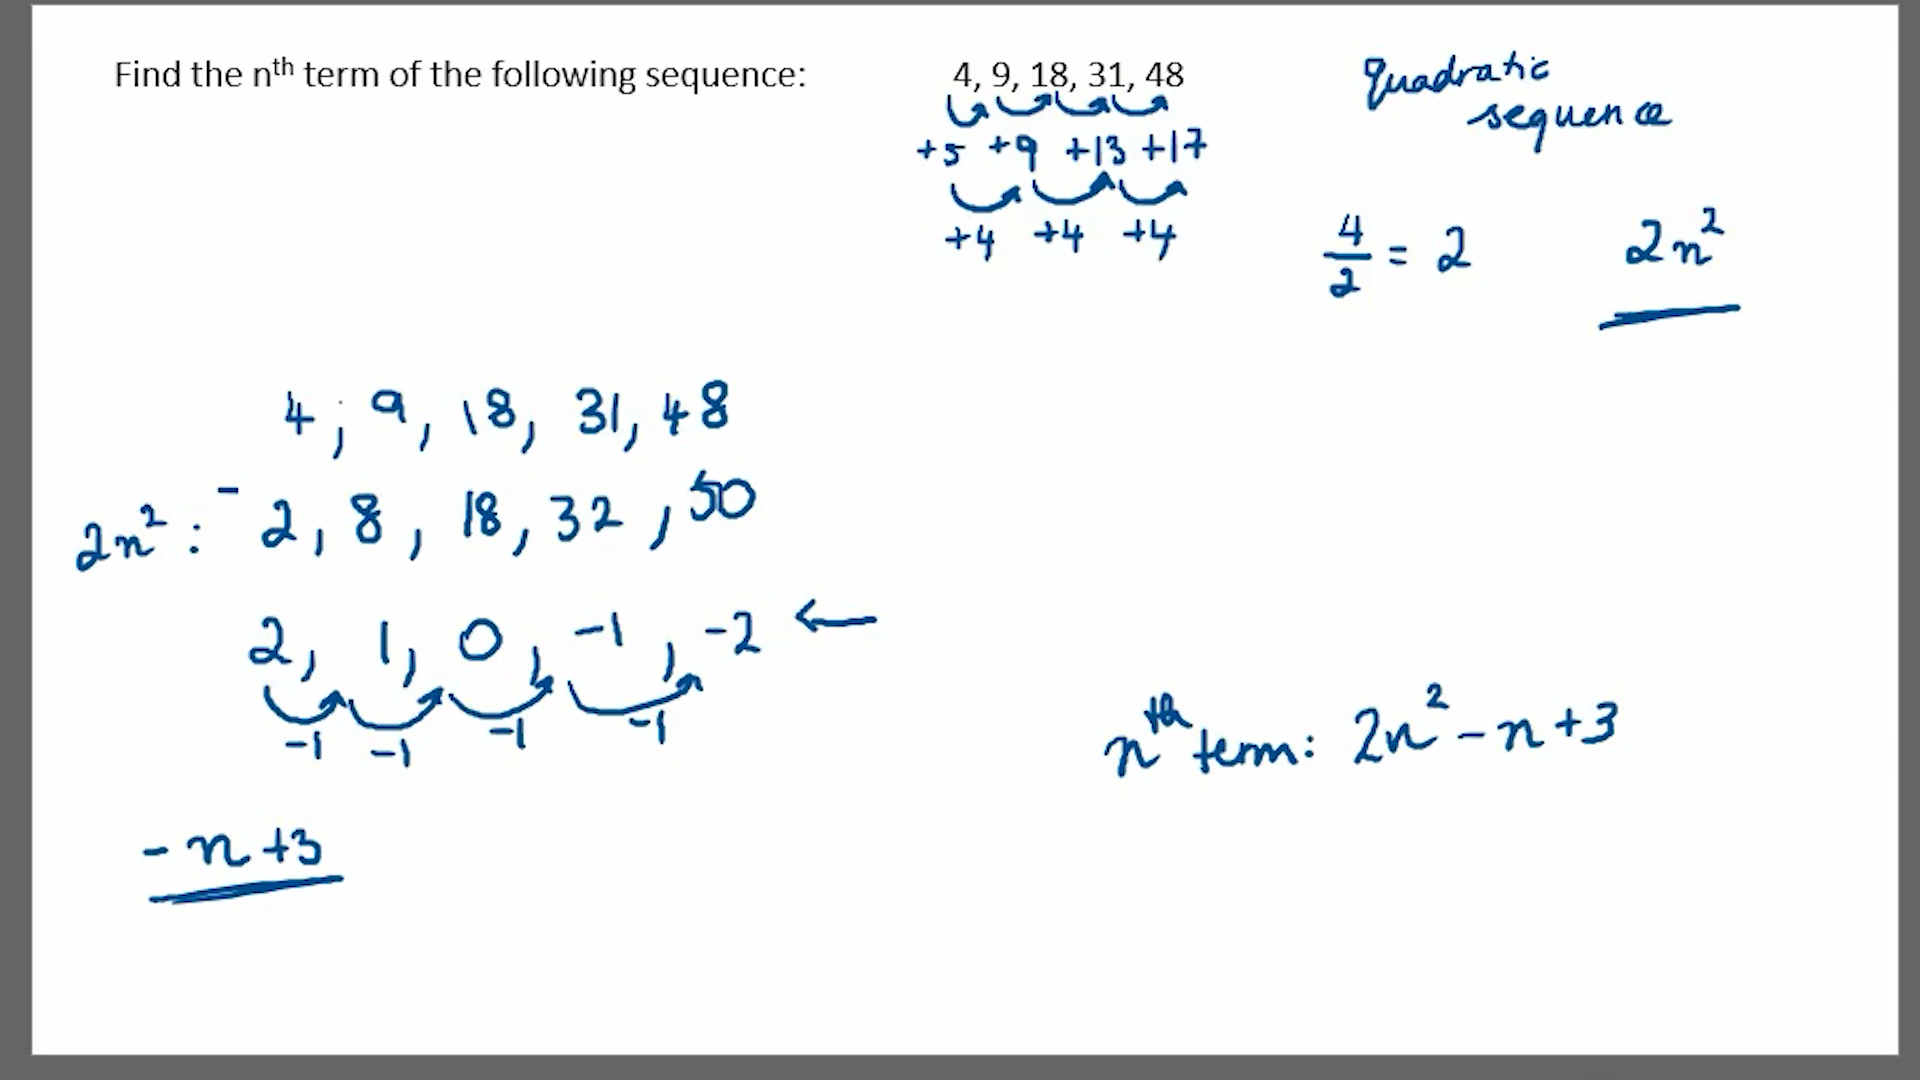 Find the nth term of the following sequence: 4, 9, 18, 31, 48
quadratic
sequence
+5 +9 +13 +17
+4 +4 +4
4/2 = 2
2n²
4, 9, 18, 31, 48
2n²: - 2, 8, 18, 32, 50
2, 1, 0, -1, -2 ←
-1 -1 -1 -1
-n+3
nth term: 2n²-n+3